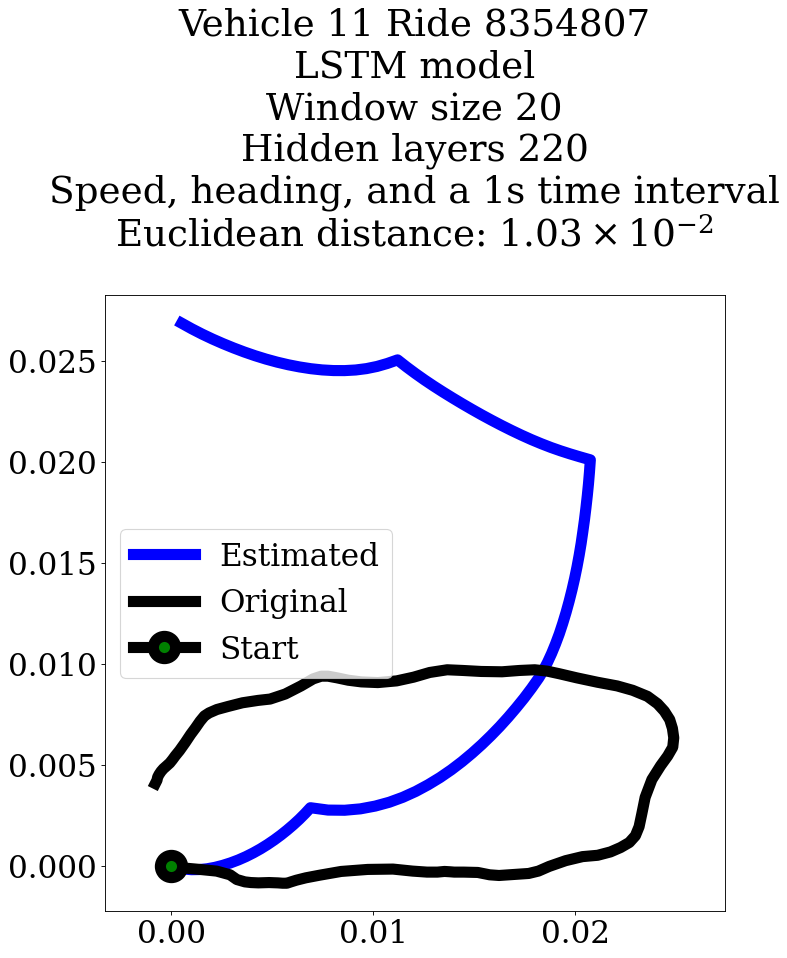 Vehicle 11 Ride 8354807
LSTM model
Window size 20
Hidden layers 220
Speed, heading, and a 1s time interval
Euclidean distance: 1.03 × 10⁻²
0.025
0.020
0.015
0.010
0.005
0.000
Estimated
Original
Start
0.00 0.01 0.02